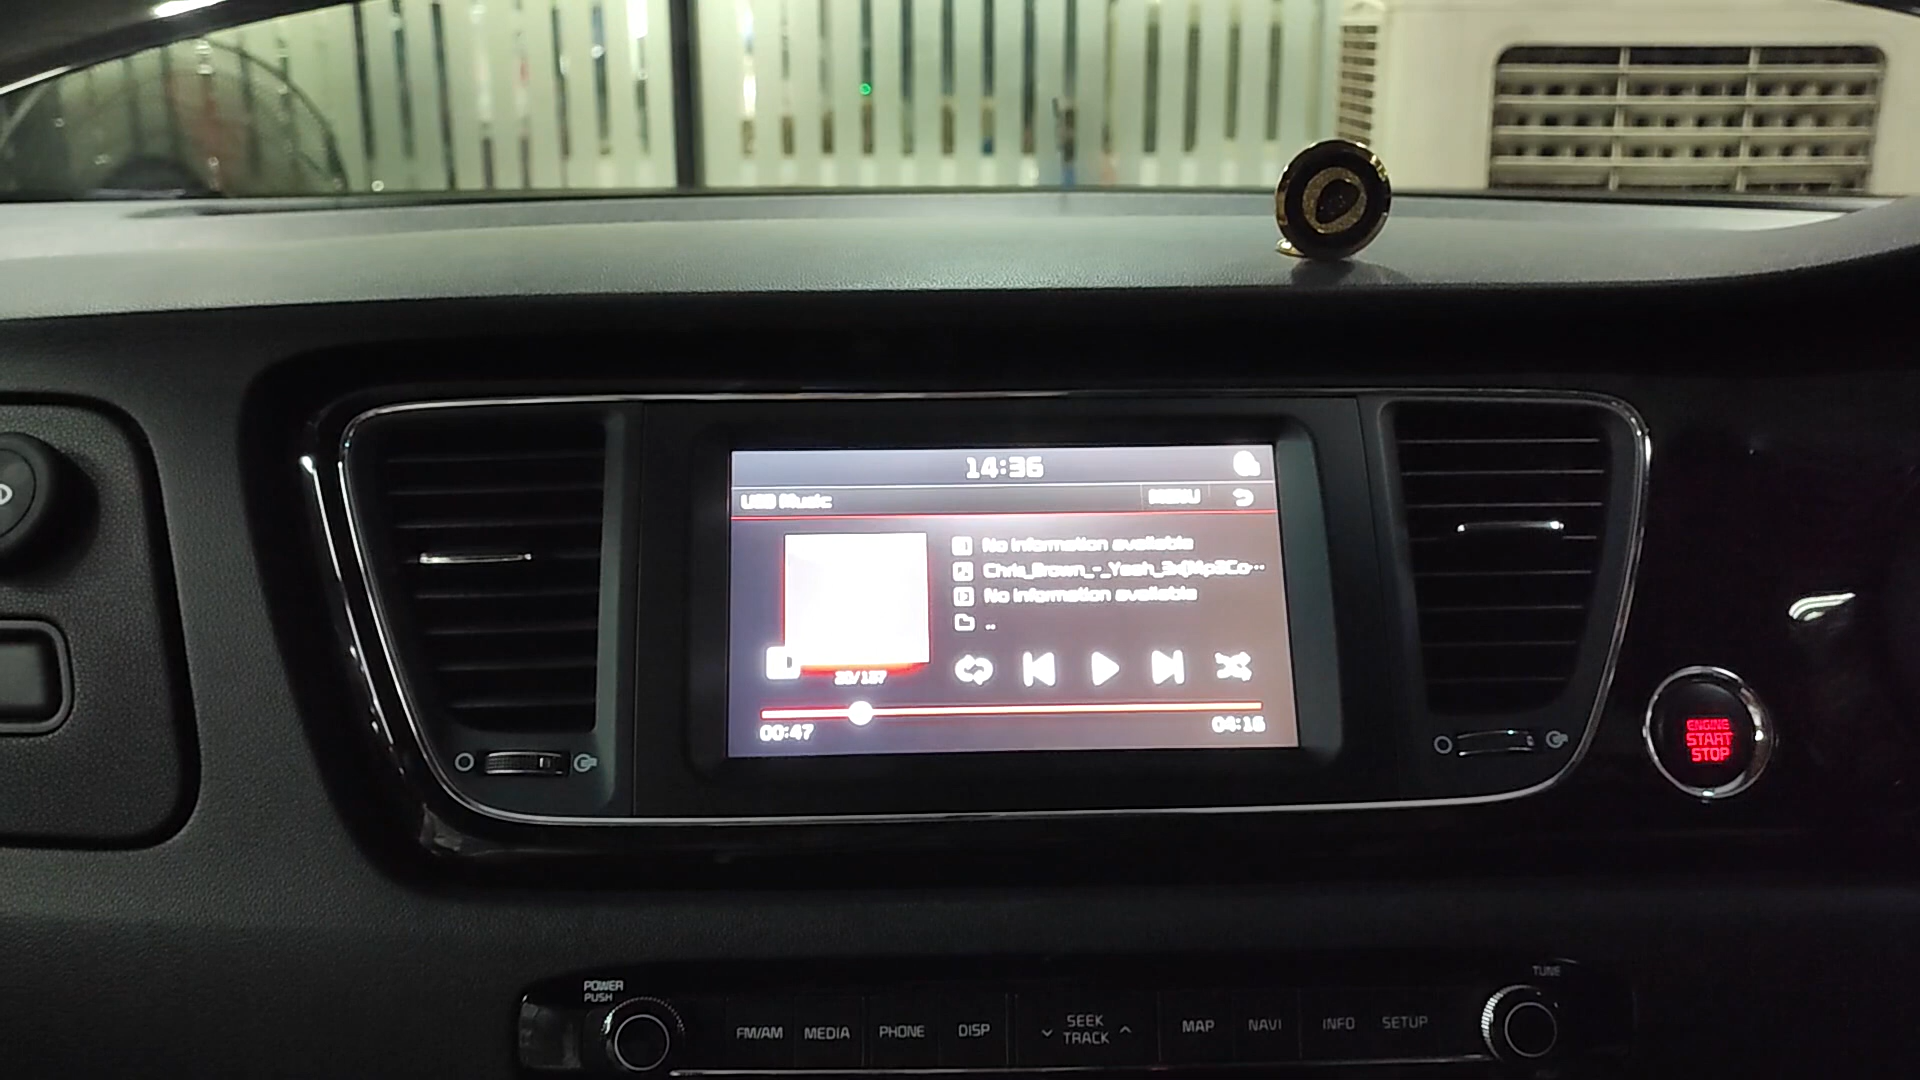 14:36
USB Music
MENU
No information available
Chris_Brown_-_Yeah_3x(Mp3Co...
No information available
..
00:47
04:16
ENGINE
START
STOP
POWER
PUSH
FM/AM
MEDIA
PHONE
DISP
SEEK
TRACK
MAP
NAVI
INFO
SETUP
TUNE